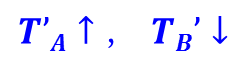 T'A ↑ , TB' ↓